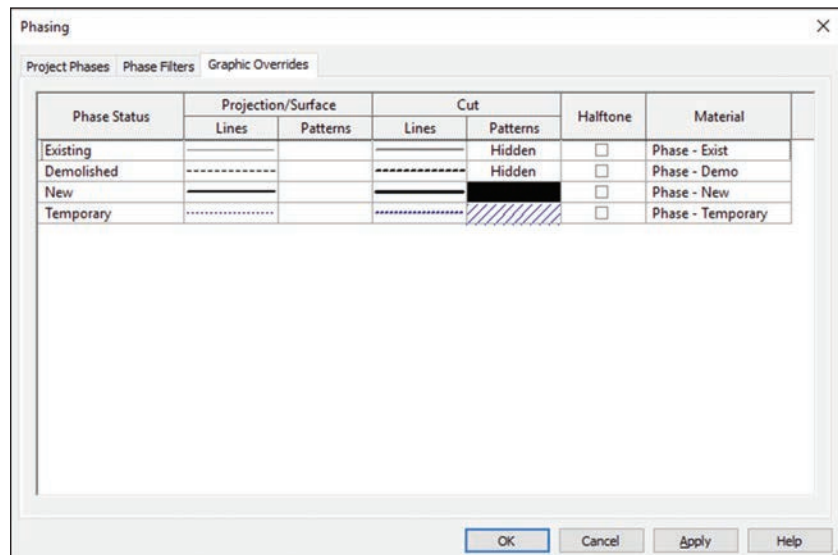 Phasing
Project Phases Phase Filters Graphic Overrides
Phase Status Projection/Surface Cut Halftone Material
Lines Patterns Lines Patterns
Existing Hidden Phase - Exist
Demolished Hidden Phase - Demo
New Phase - New
Temporary Phase - Temporary
OK Cancel Apply Help